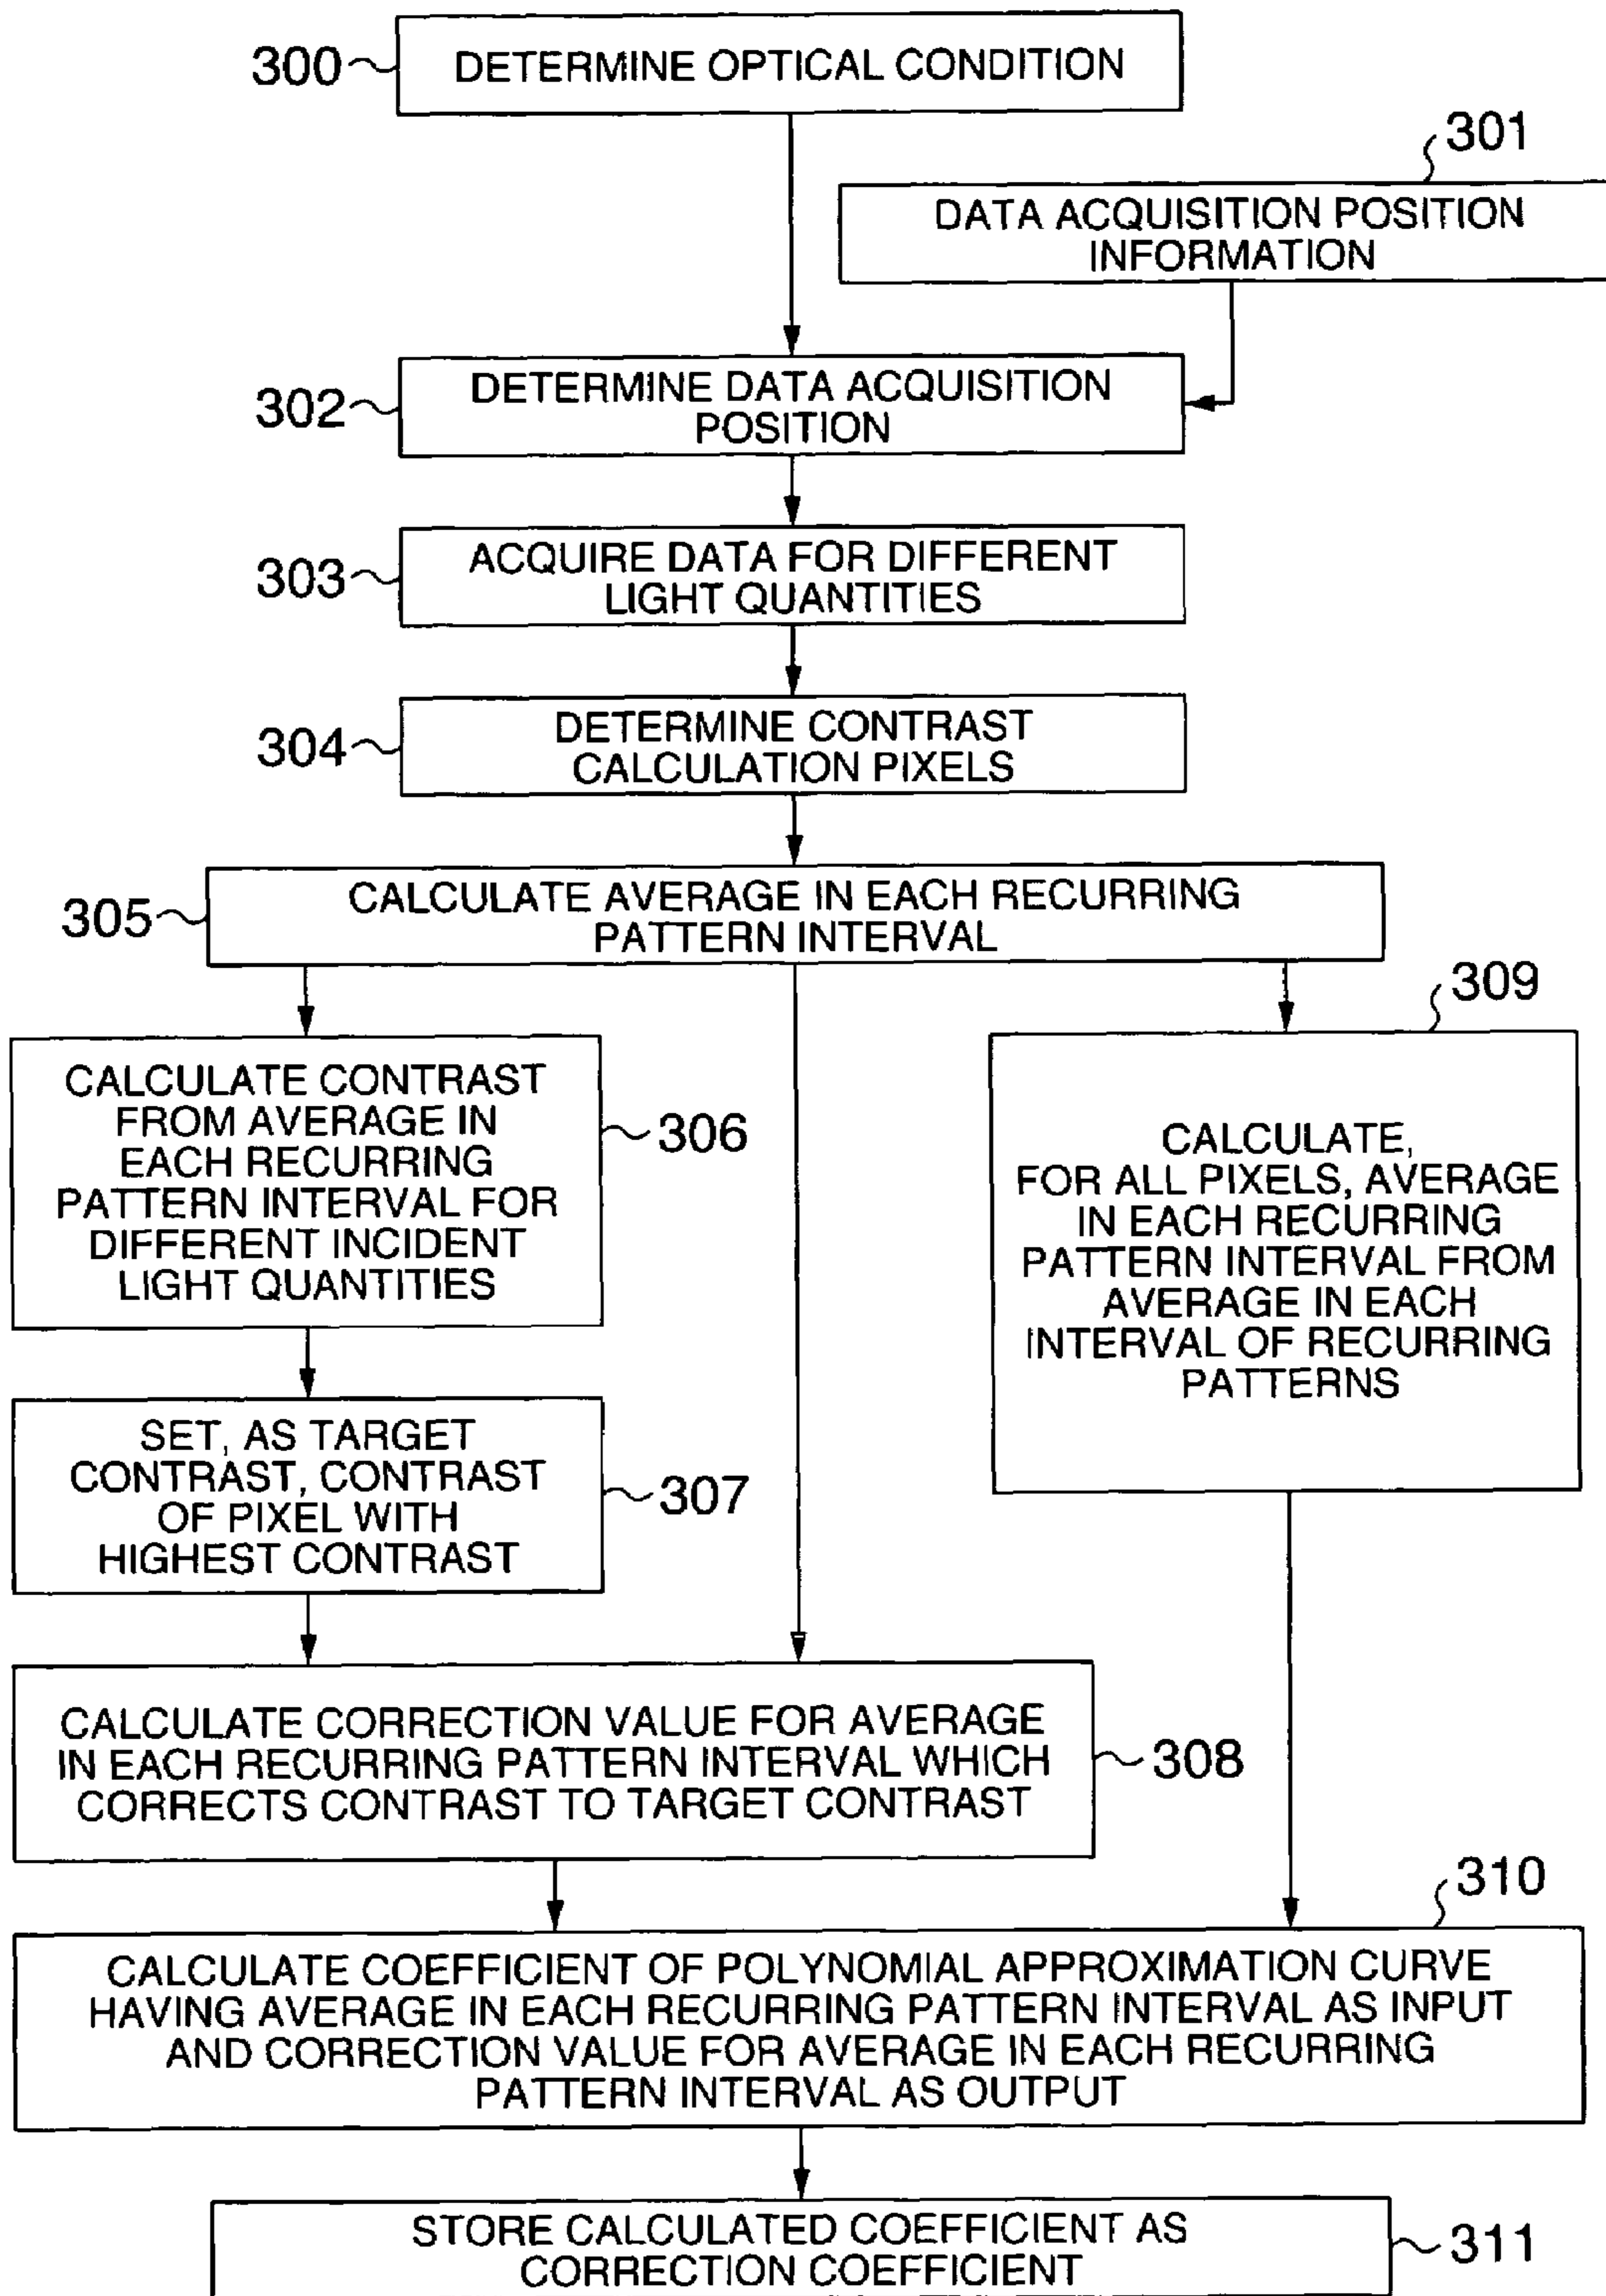 300
DETERMINE OPTICAL CONDITION
301
DATA ACQUISITION POSITION
INFORMATION
302
DETERMINE DATA ACQUISITION
POSITION
303
ACQUIRE DATA FOR DIFFERENT
LIGHT QUANTITIES
304
DETERMINE CONTRAST
CALCULATION PIXELS
305
CALCULATE AVERAGE IN EACH RECURRING
PATTERN INTERVAL
CALCULATE CONTRAST
FROM AVERAGE IN
EACH RECURRING
PATTERN INTERVAL FOR
DIFFERENT INCIDENT
LIGHT QUANTITIES
306
309
CALCULATE,
FOR ALL PIXELS, AVERAGE
IN EACH RECURRING
PATTERN INTERVAL FROM
AVERAGE IN EACH
INTERVAL OF RECURRING
PATTERNS
SET, AS TARGET
CONTRAST, CONTRAST
OF PIXEL WITH
HIGHEST CONTRAST
307
CALCULATE CORRECTION VALUE FOR AVERAGE
IN EACH RECURRING PATTERN INTERVAL WHICH
CORRECTS CONTRAST TO TARGET CONTRAST
308
310
CALCULATE COEFFICIENT OF POLYNOMIAL APPROXIMATION CURVE
HAVING AVERAGE IN EACH RECURRING PATTERN INTERVAL AS INPUT
AND CORRECTION VALUE FOR AVERAGE IN EACH RECURRING
PATTERN INTERVAL AS OUTPUT
STORE CALCULATED COEFFICIENT AS
CORRECTION COEFFICIENT
311